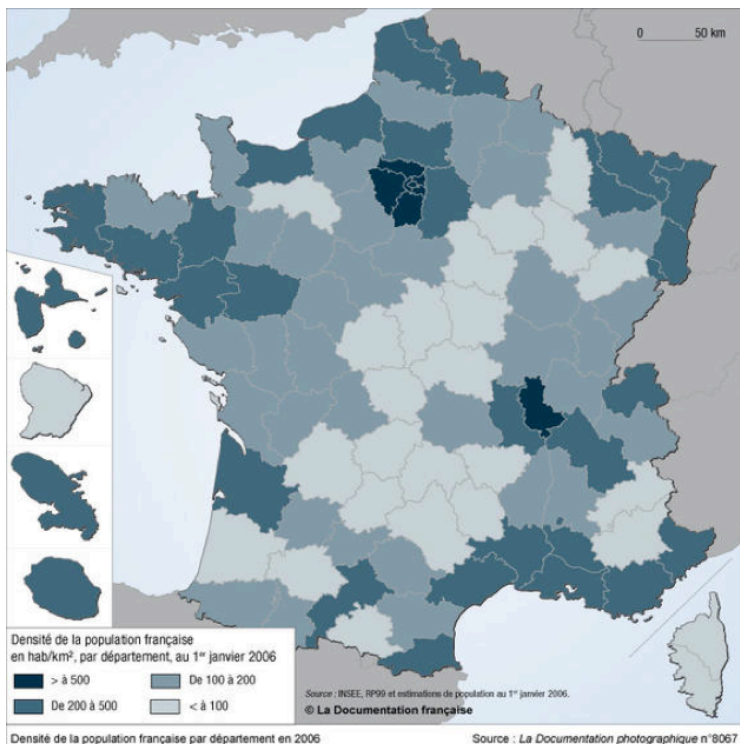 0 50 km
Densité de la population française
en hab/km², par département, au 1er janvier 2006
> à 500
De 100 à 200
De 200 à 500
< à 100
Source : INSEE, RP99 et estimations de population au 1er janvier 2006.
© La Documentation française
Densité de la population française par département en 2006
Source : La Documentation photographique n°8067